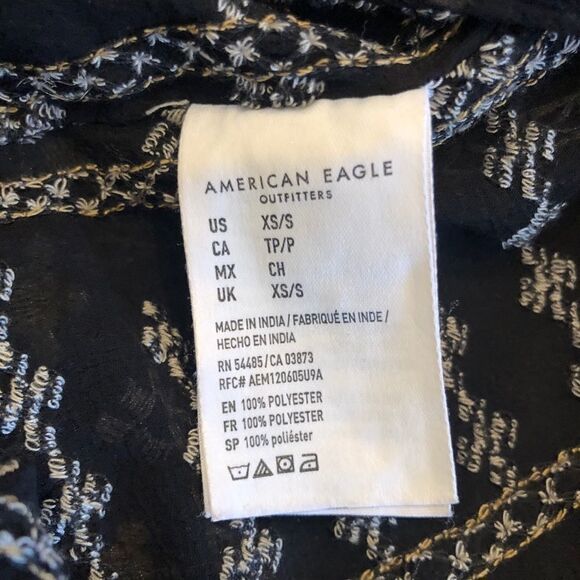 AMERICAN EAGLE
OUTFITTERS
US XS/S
CA TP/P
MX CH
UK XS/S
MADE IN INDIA / FABRIQUÉ EN INDE /
HECHO EN INDIA
RN 54485 / CA 03873
RFC# AEM120605U9A
EN 100% POLYESTER
FR 100% POLYESTER
SP 100% poliéster